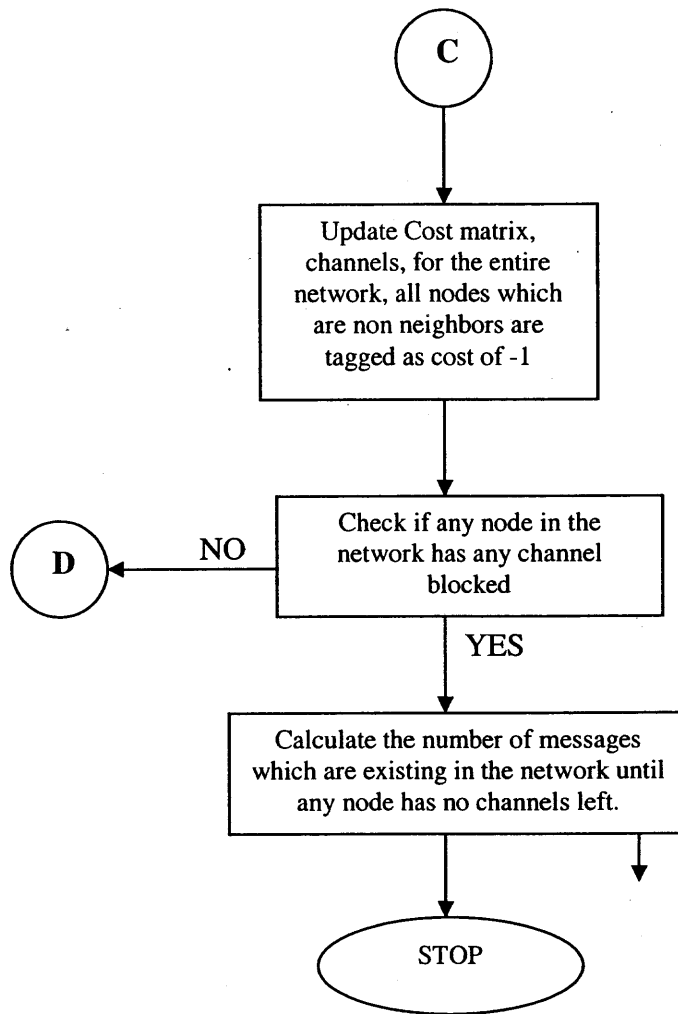 C
Update Cost matrix,
channels, for the entire
network, all nodes which
are non neighbors are
tagged as cost of -1
Check if any node in the
network has any channel
blocked
NO
D
YES
Calculate the number of messages
which are existing in the network until
any node has no channels left.
STOP